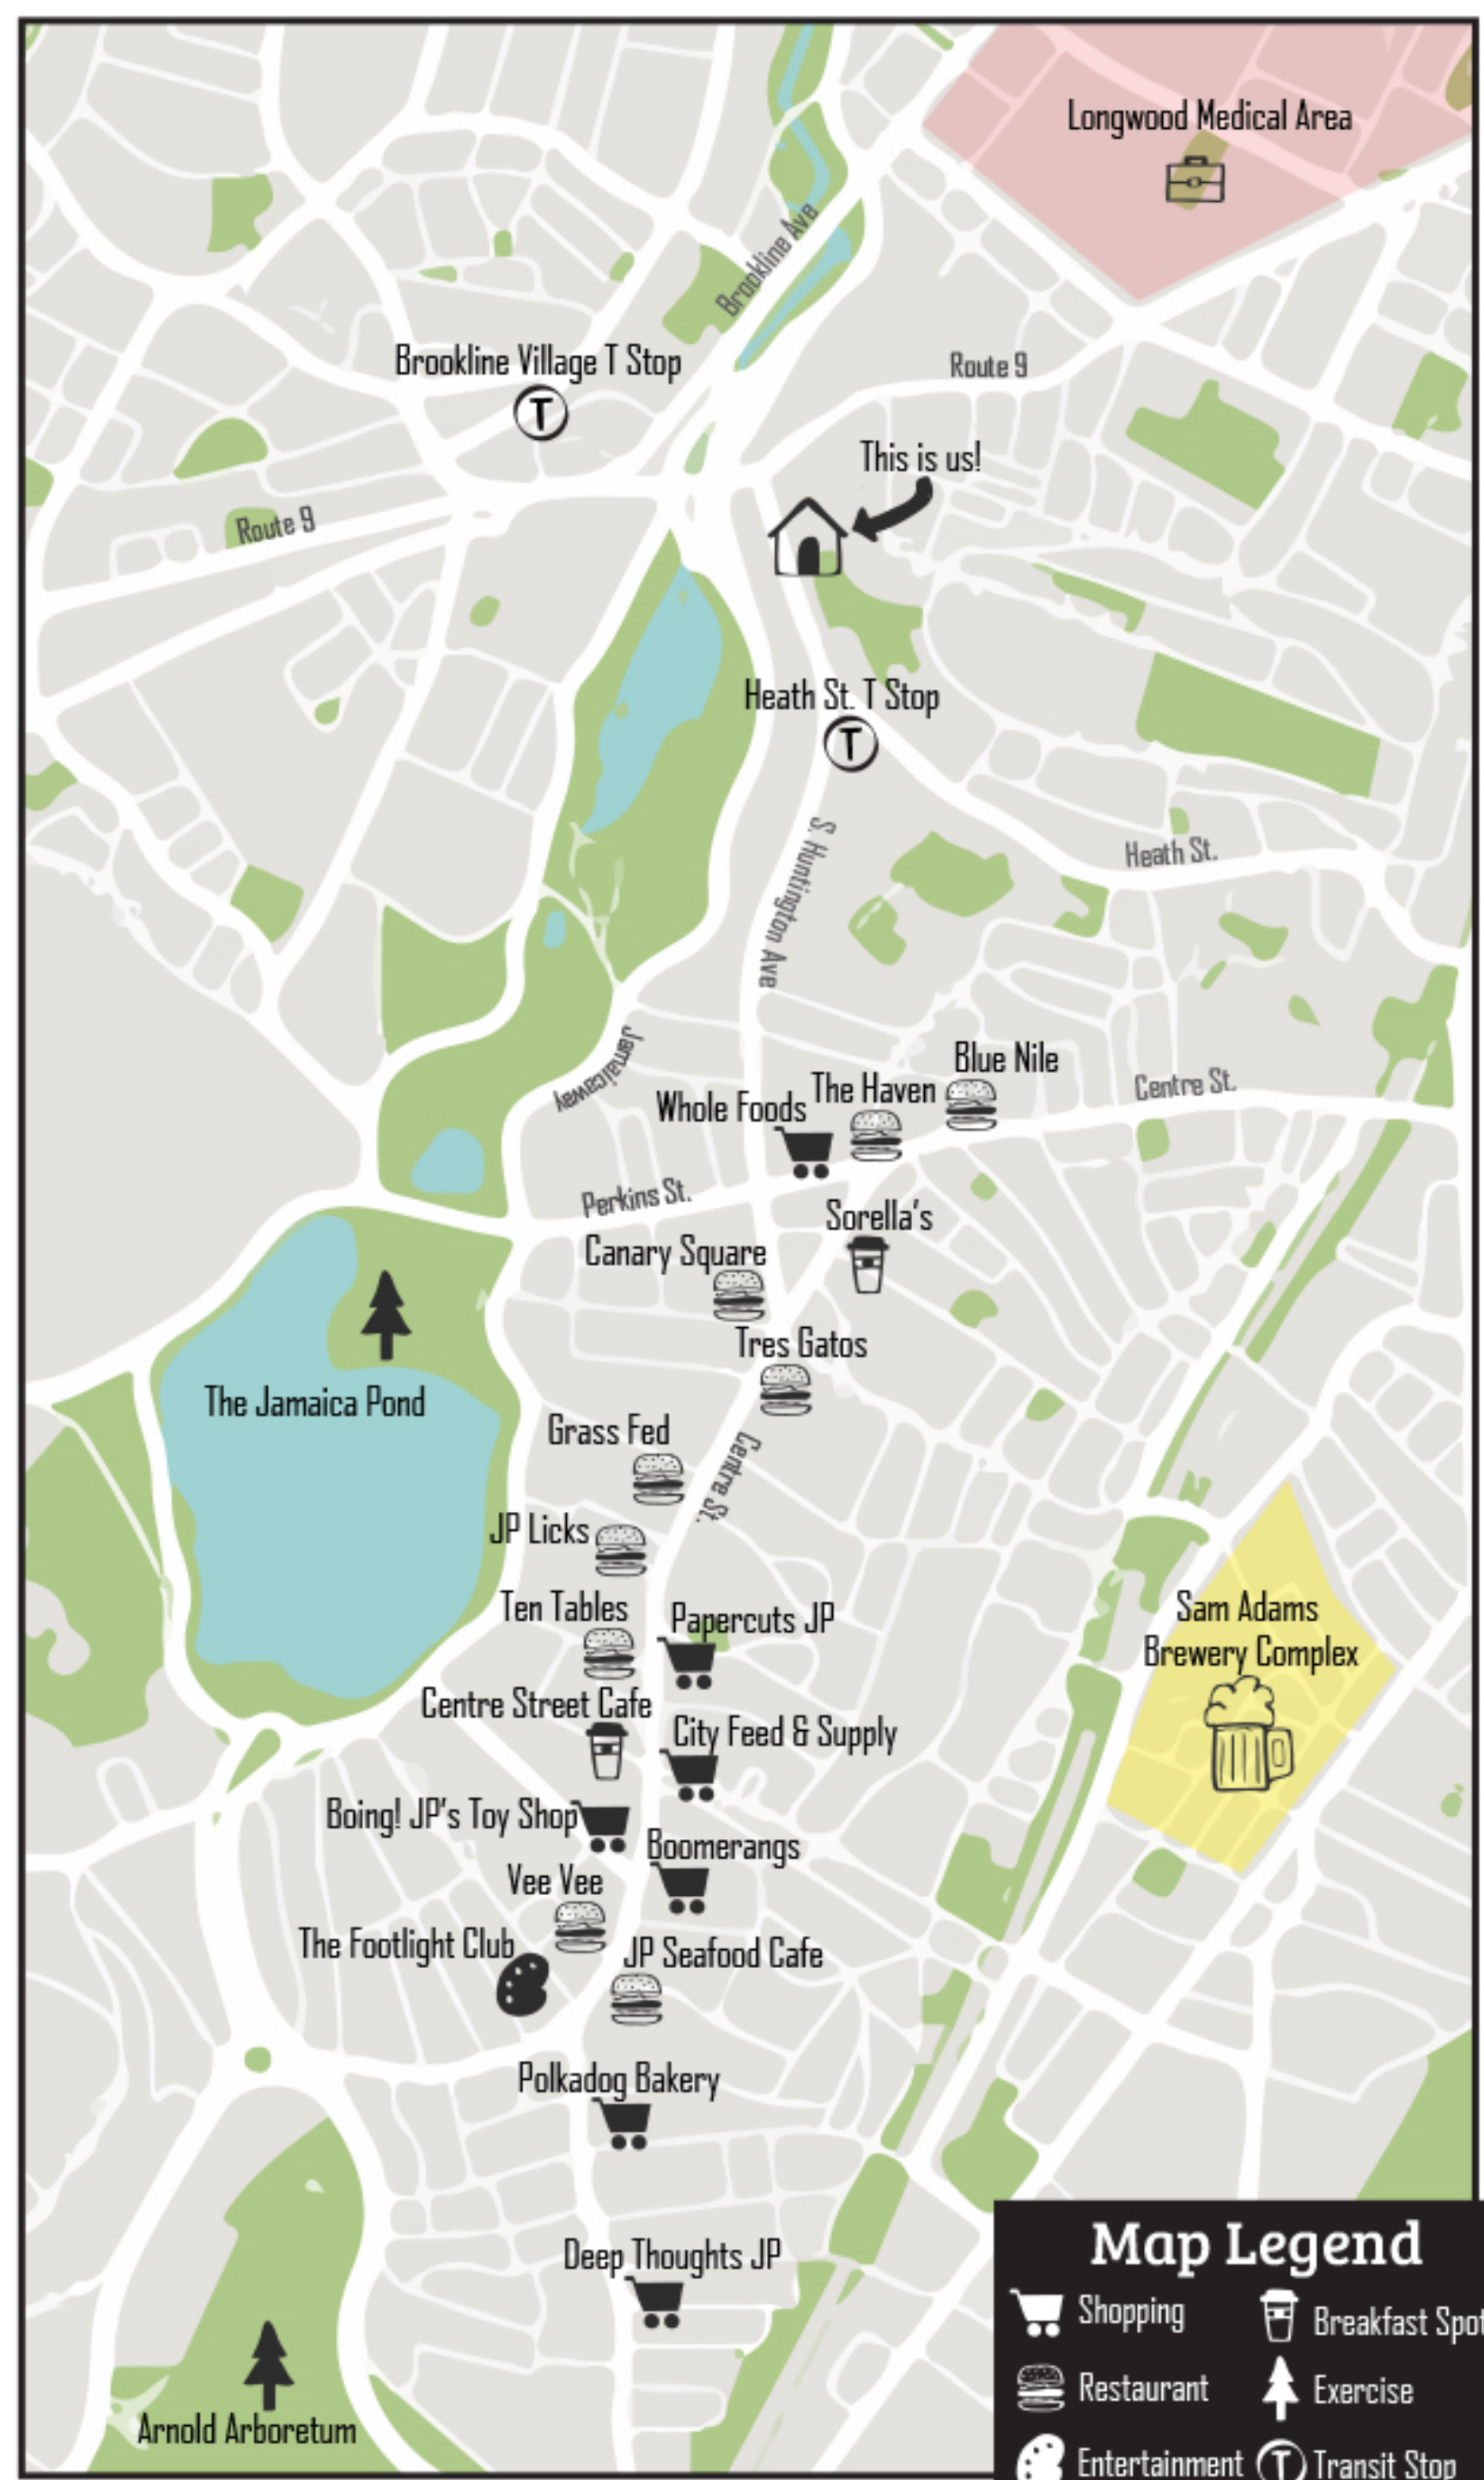 Longwood Medical Area
Brookline Ave
Brookline Village T Stop
Route 9
This is us!
Route 9
Heath St. T Stop
S. Huntington Ave
Heath St.
Jamaicaway
Blue Nile
The Haven
Centre St.
Whole Foods
Perkins St.
Sorella's
Canary Square
Tres Gatos
The Jamaica Pond
Grass Fed
Centre St.
JP Licks
Ten Tables
Papercuts JP
Sam Adams
Brewery Complex
Centre Street Cafe
City Feed & Supply
Boing! JP's Toy Shop
Boomerangs
Vee Vee
The Footlight Club
JP Seafood Cafe
Polkadog Bakery
Deep Thoughts JP
Arnold Arboretum
Map Legend
Shopping
Breakfast Spot
Restaurant
Exercise
Entertainment
Transit Stop